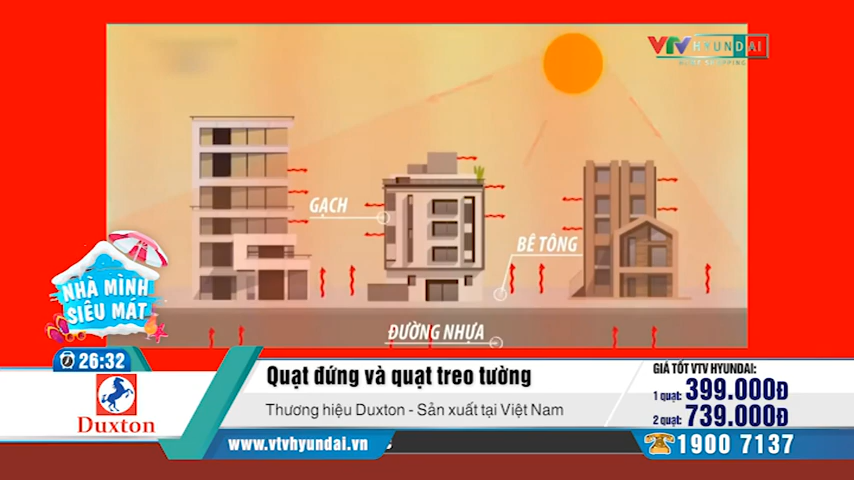 VTV HYUNDAI
HOME SHOPPING
GẠCH
BÊ TÔNG
ĐƯỜNG NHỰA
NHÀ MÌNH
SIÊU MÁT
26:32
Duxton
Quạt đứng và quạt treo tường
Thương hiệu Duxton - Sản xuất tại Việt Nam
GIÁ TỐT VTV HYUNDAI:
1 quạt: 399.000Đ
2 quạt: 739.000Đ
www.vtvhyundai.vn
1900 7137